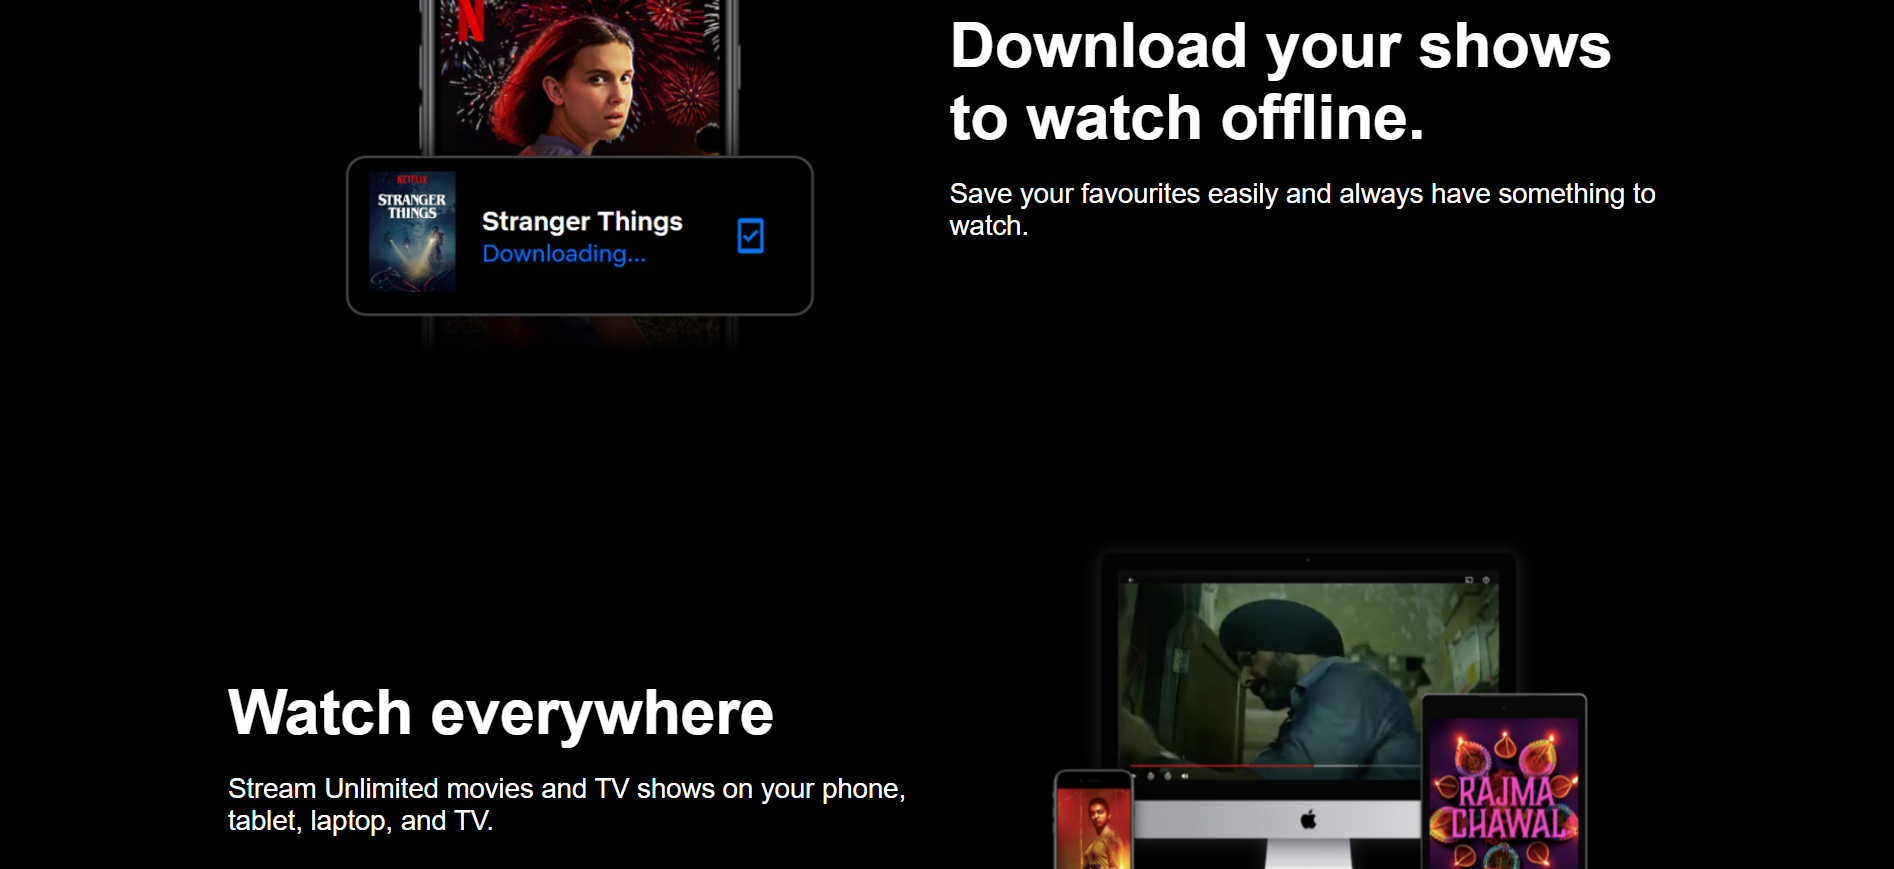 N
Download your shows
to watch offline.
Save your favourites easily and always have something to
watch.
NETFLIX
STRANGER
THINGS
Stranger Things
Downloading...
Watch everywhere
Stream Unlimited movies and TV shows on your phone,
tablet, laptop, and TV.
RAJMA
CHAWAL